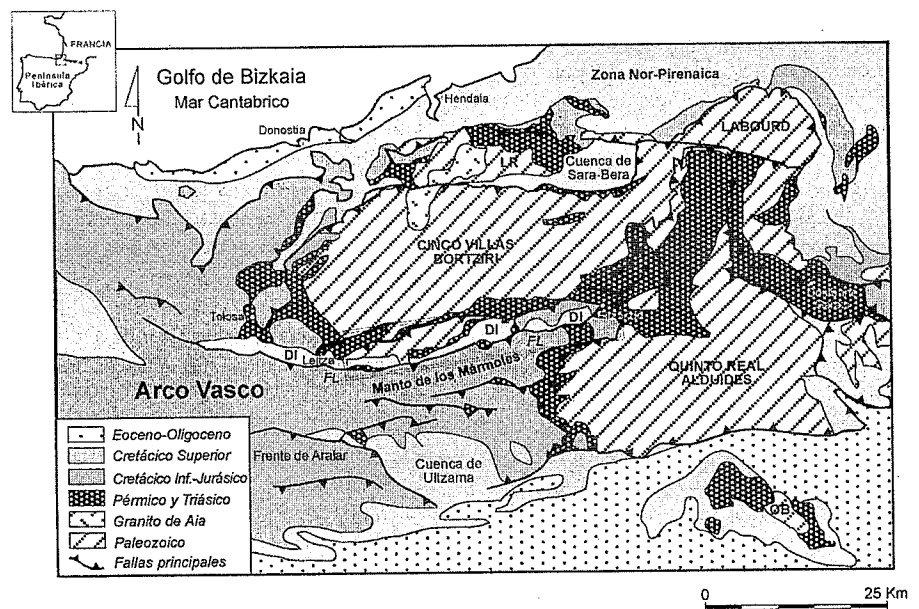 FRANCIA
Península
Ibérica
Golfo de Bizkaia
Mar Cantabrico
N
Zona Nor-Pirenaica
Hendaia
Donostia
LABOURD
LR
Cuenca de
Sara-Bera
CINCO VILLAS
BORTZIRI
Tolosa
DI
DI
DI
Leitza
FL
FL
Manto de los Mármoles
QUINTO REAL
ALDUIDES
Arco Vasco
Frente de Aralar
Cuenca de
Ultzama
OB
Eoceno-Oligoceno
Cretácico Superior
Cretácico Inf.-Jurásico
Pérmico y Triásico
Granito de Aia
Paleozoico
Fallas principales
0 25 Km